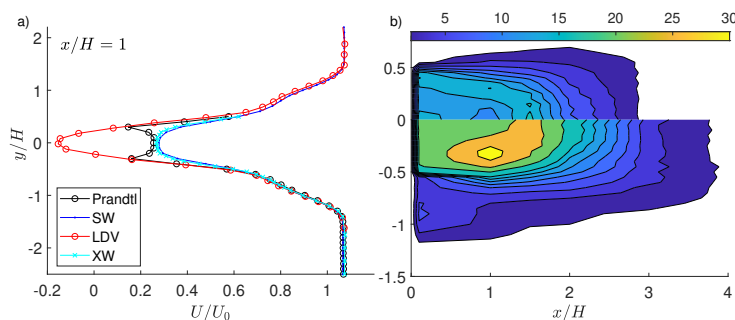 a)
x/H = 1
y/H
2
1
0
-1
-2
Prandtl
SW
LDV
XW
-0.2 0 0.2 0.4 0.6 0.8 1
U/U0
b)
5 10 15 20 25 30
0.5
0
-0.5
-1
-1.5
0 1 2 3 4
x/H